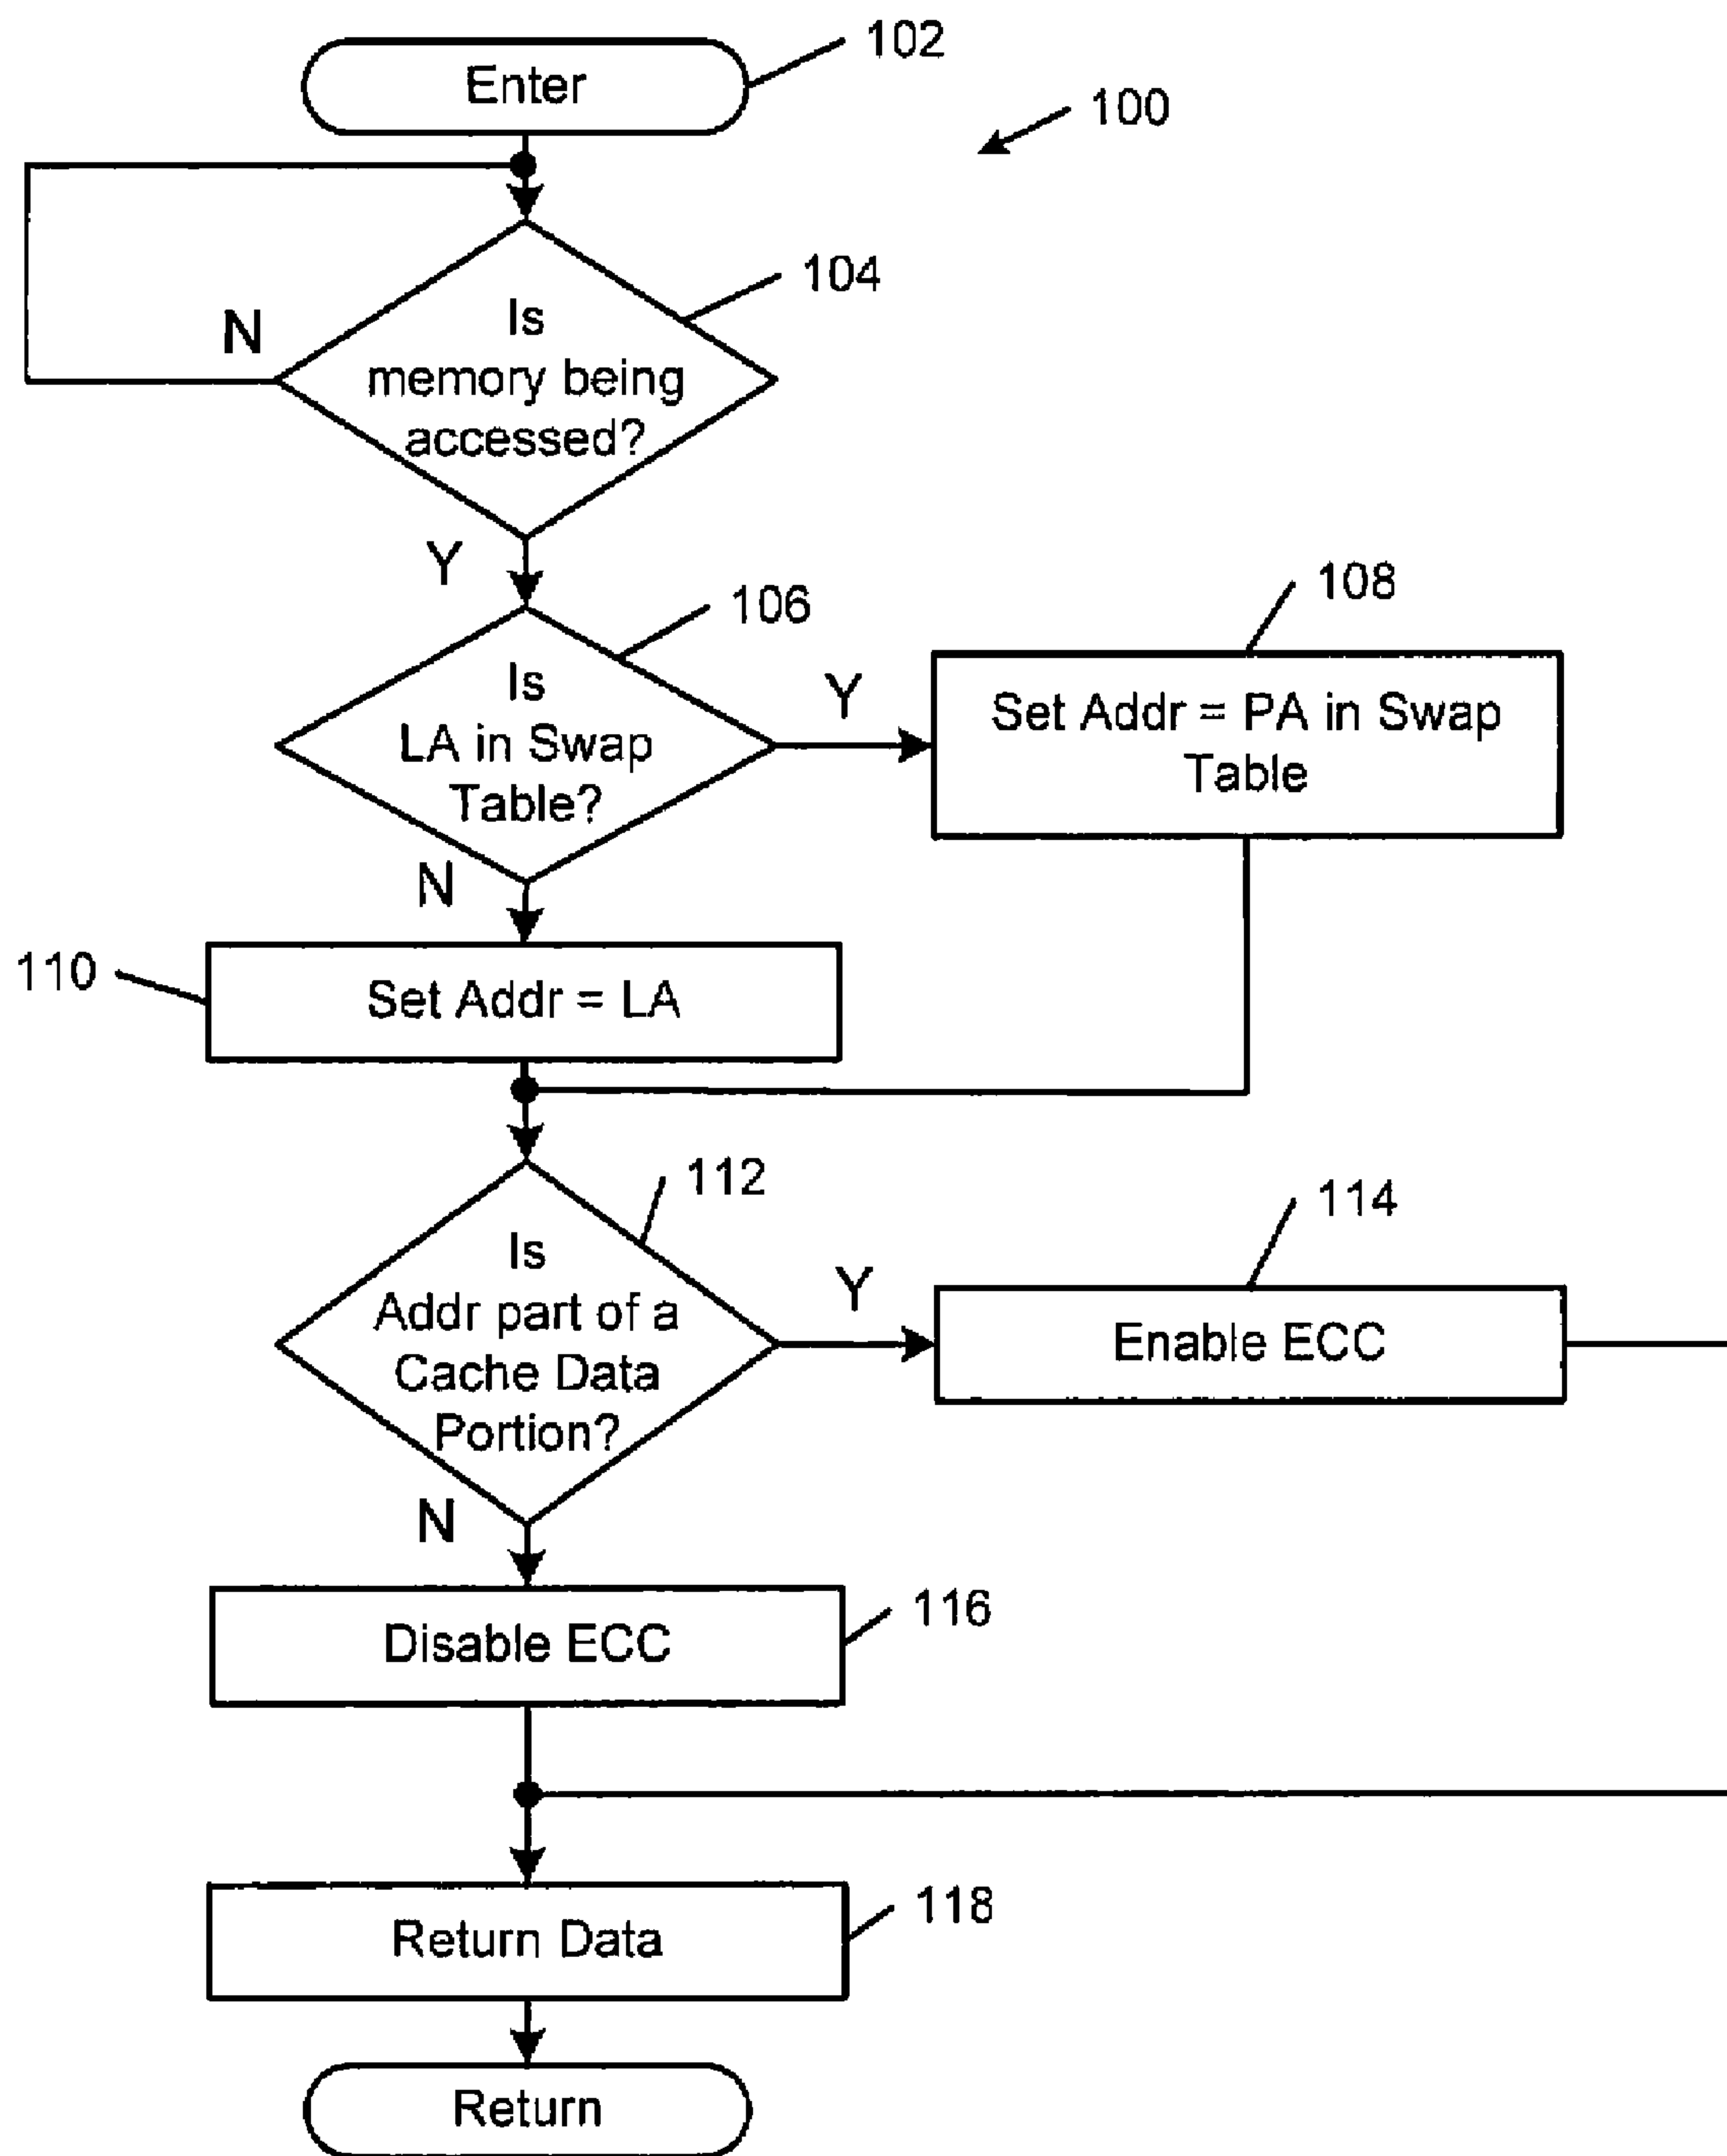 Enter
102
100
Is
memory being
accessed?
104
N
Y
Is
LA in Swap
Table?
106
Y
Set Addr = PA in Swap
Table
108
N
Set Addr = LA
110
Is
Addr part of a
Cache Data
Portion?
112
Y
Enable ECC
114
N
Disable ECC
116
Return Data
118
Return